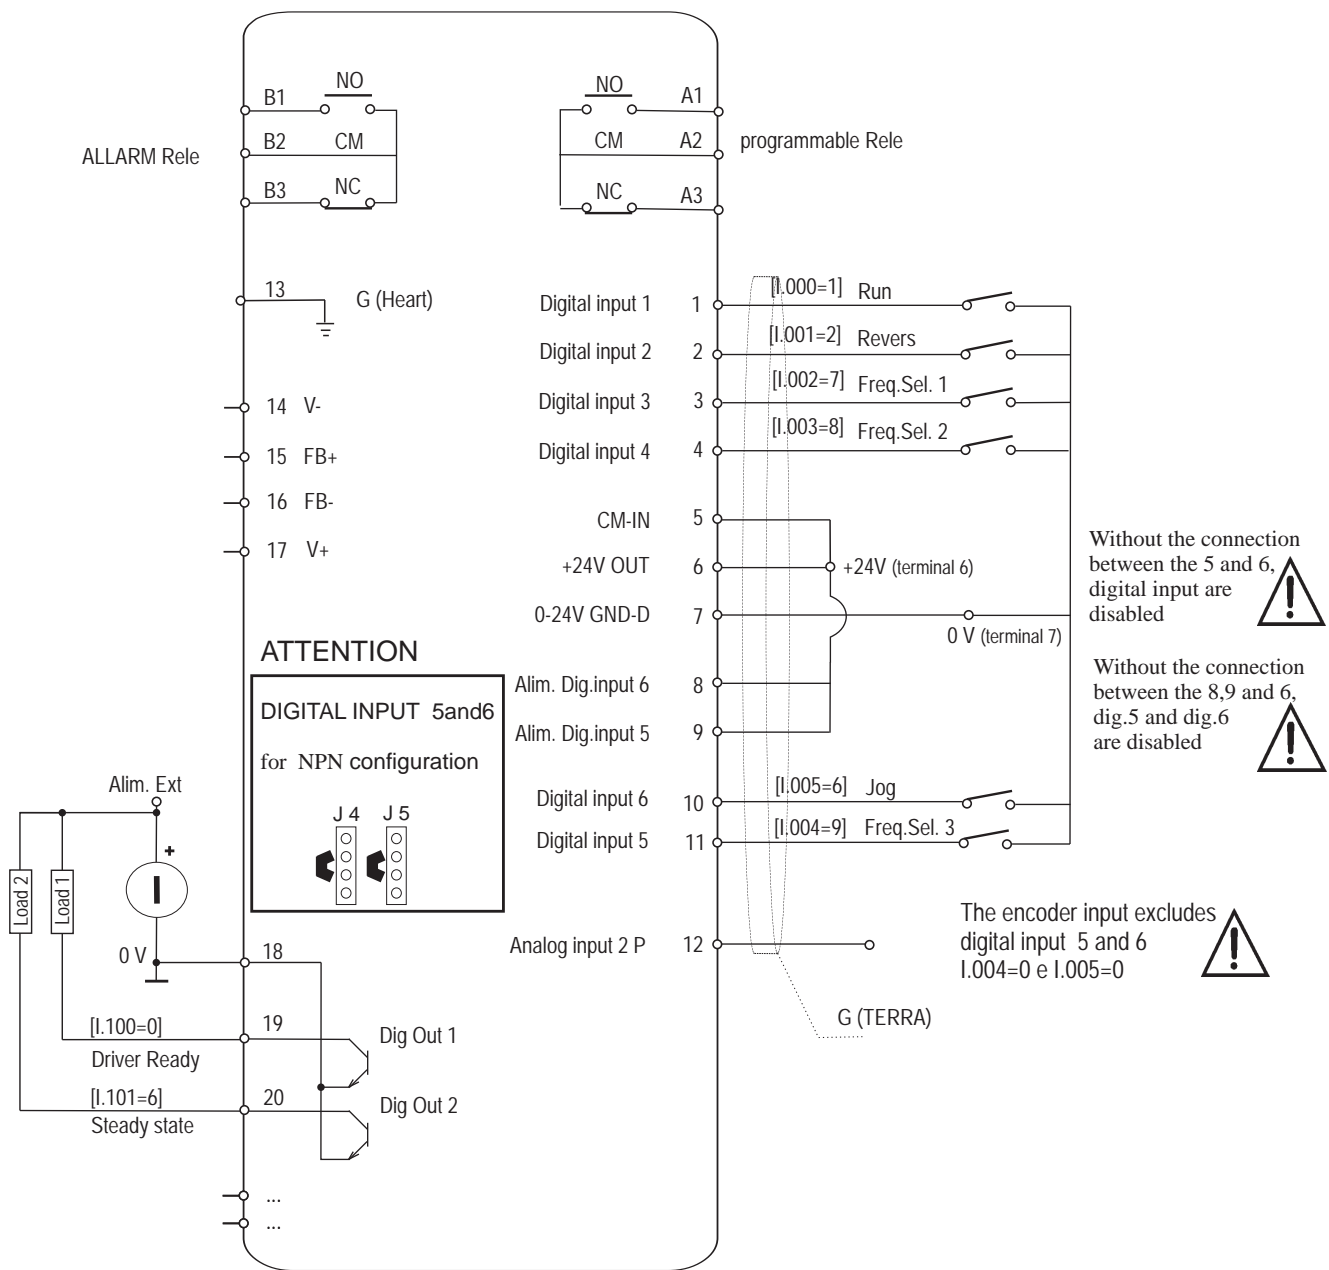 NO
B1
ALLARM Rele
B2 CM
B3 NC
NO A1
CM A2 programmable Rele
NC A3
13 G (Heart)
14 V-
15 FB+
16 FB-
17 V+
Digital input 1 1 [I.000=1] Run
Digital input 2 2 [I.001=2] Revers
Digital input 3 3 [I.002=7] Freq.Sel. 1
Digital input 4 4 [I.003=8] Freq.Sel. 2
CM-IN 5
+24V OUT 6 +24V (terminal 6)
0-24V GND-D 7
0 V (terminal 7)
Alim. Dig.input 6 8
Alim. Dig.input 5 9
Digital input 6 10 [I.005=6] Jog
Digital input 5 11 [I.004=9] Freq.Sel. 3
Analog input 2 P 12
G (TERRA)
Without the connection
between the 5 and 6,
digital input are
disabled
!
Without the connection
between the 8,9 and 6,
dig.5 and dig.6
are disabled
!
The encoder input excludes
digital input 5 and 6
I.004=0 e I.005=0
!
ATTENTION
DIGITAL INPUT 5and6
for NPN configuration
J 4 J 5
Alim. Ext
+
Load 2
Load 1
0 V
18
[I.100=0] 19 Dig Out 1
Driver Ready
[I.101=6] 20 Dig Out 2
Steady state
...
...